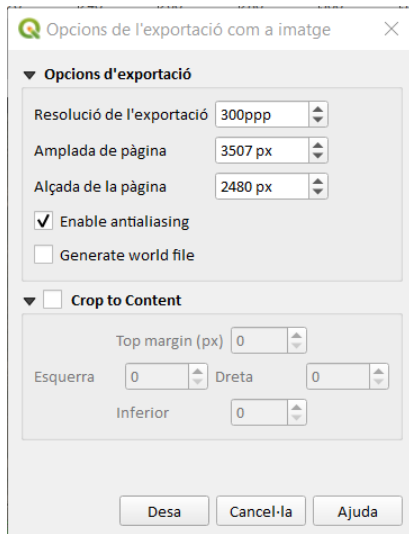 Opcions de l'exportació com a imatge
Opcions d'exportació
Resolució de l'exportació 300ppp
Amplada de pàgina 3507 px
Alçada de la pàgina 2480 px
Enable antialiasing
Generate world file
Crop to Content
Top margin (px) 0
Esquerra 0 Dreta 0
Inferior 0
Desa Cancel·la Ajuda